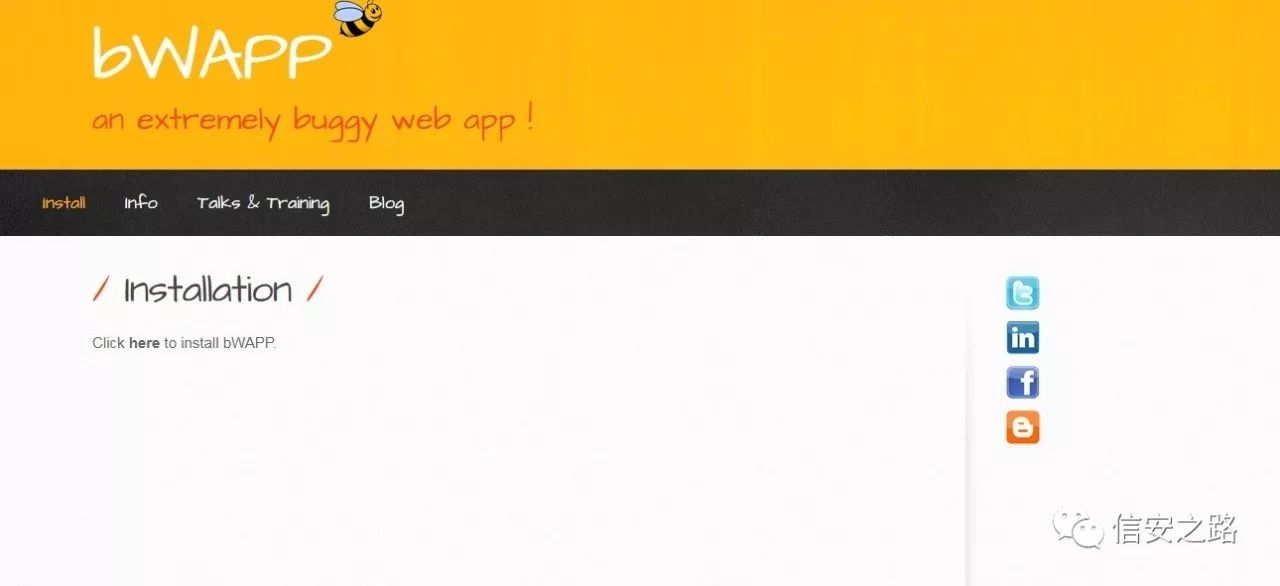 bWAPP
an extremely buggy web app !
Install Info Talks & Training Blog
/ Installation /
Click here to install bWAPP.
信安之路